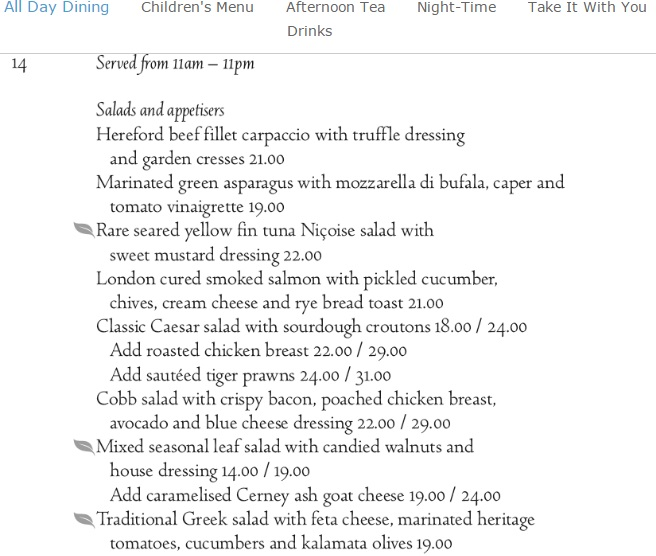 All Day Dining Children's Menu Afternoon Tea Night-Time Take It With You
Drinks
14 Served from 11am – 11pm
Salads and appetisers
Hereford beef fillet carpaccio with truffle dressing
and garden cresses 21.00
Marinated green asparagus with mozzarella di bufala, caper and
tomato vinaigrette 19.00
Rare seared yellow fin tuna Niçoise salad with
sweet mustard dressing 22.00
London cured smoked salmon with pickled cucumber,
chives, cream cheese and rye bread toast 21.00
Classic Caesar salad with sourdough croutons 18.00 / 24.00
Add roasted chicken breast 22.00 / 29.00
Add sautéed tiger prawns 24.00 / 31.00
Cobb salad with crispy bacon, poached chicken breast,
avocado and blue cheese dressing 22.00 / 29.00
Mixed seasonal leaf salad with candied walnuts and
house dressing 14.00 / 19.00
Add caramelised Cerney ash goat cheese 19.00 / 24.00
Traditional Greek salad with feta cheese, marinated heritage
tomatoes, cucumbers and kalamata olives 19.00